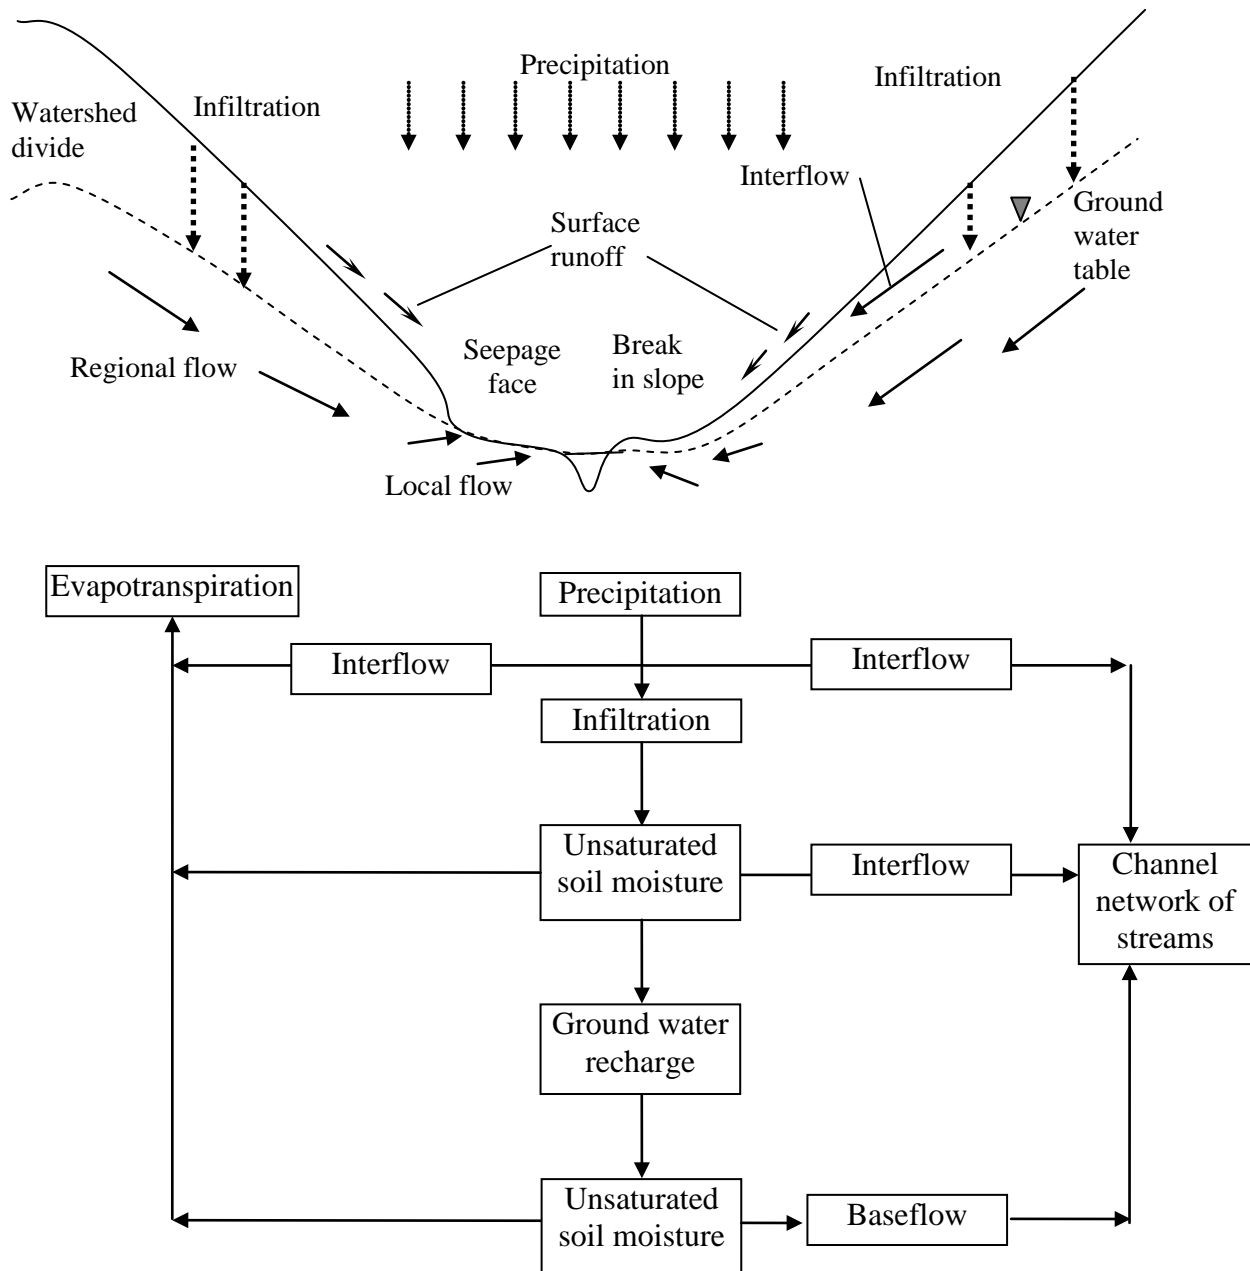 Precipitation
Infiltration
Watershed
divide
Infiltration
Interflow
Ground
water
table
Surface
runoff
Seepage
face
Break
in slope
Regional flow
Local flow
Evapotranspiration
Precipitation
Interflow
Interflow
Infiltration
Unsaturated
soil moisture
Interflow
Channel
network of
streams
Ground water
recharge
Unsaturated
soil moisture
Baseflow